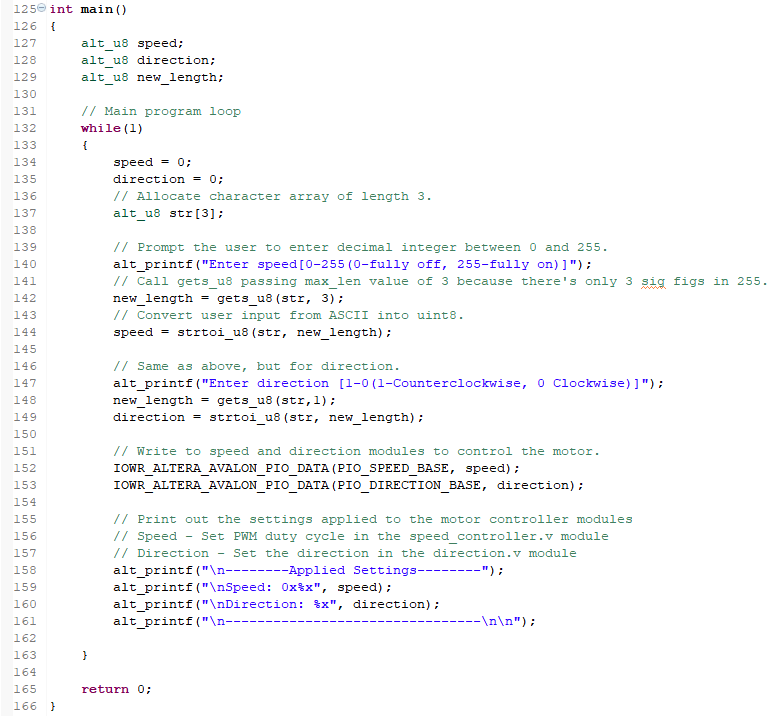 125 int main()
126 {
127     alt_u8 speed;
128     alt_u8 direction;
129     alt_u8 new_length;
130
131     // Main program loop
132     while(1)
133     {
134         speed = 0;
135         direction = 0;
136         // Allocate character array of length 3.
137         alt_u8 str[3];
138
139         // Prompt the user to enter decimal integer between 0 and 255.
140         alt_printf("Enter speed[0-255(0-fully off, 255-fully on)]");
141         // Call gets_u8 passing max_len value of 3 because there's only 3 sig figs in 255.
142         new_length = gets_u8(str, 3);
143         // Convert user input from ASCII into uint8.
144         speed = strtoi_u8(str, new_length);
145
146         // Same as above, but for direction.
147         alt_printf("Enter direction [1-0(1-Counterclockwise, 0 Clockwise)]");
148         new_length = gets_u8(str,1);
149         direction = strtoi_u8(str, new_length);
150
151         // Write to speed and direction modules to control the motor.
152         IOWR_ALTERA_AVALON_PIO_DATA(PIO_SPEED_BASE, speed);
153         IOWR_ALTERA_AVALON_PIO_DATA(PIO_DIRECTION_BASE, direction);
154
155         // Print out the settings applied to the motor controller modules
156         // Speed - Set PWM duty cycle in the speed_controller.v module
157         // Direction - Set the direction in the direction.v module
158         alt_printf("\n--------Applied Settings--------");
159         alt_printf("\nSpeed: 0x%x", speed);
160         alt_printf("\nDirection: %x", direction);
161         alt_printf("\n--------------------------------\n\n");
162
163     }
164
165     return 0;
166 }